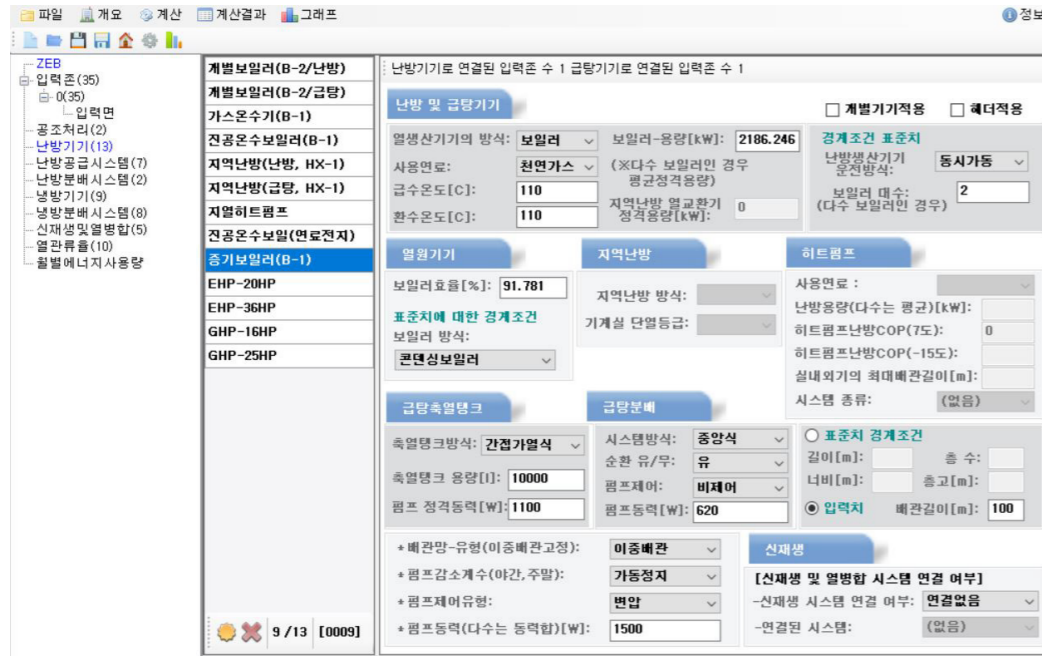 파일 개요 계산 계산결과 그래프 정보
ZEB
입력존(35)
0(35)
입력면
공조처리(2)
난방기기(13)
난방공급시스템(7)
난방분배시스템(2)
냉방기기(9)
냉방분배시스템(8)
신재생및열병합(5)
열관류율(10)
월별에너지사용량
개별보일러(B-2/난방)
개별보일러(B-2/급탕)
가스온수기(B-1)
진공온수보일러(B-1)
지역난방(난방, HX-1)
지역난방(급탕, HX-1)
지열히트펌프
진공온수보일(연료전지)
증기보일러(B-1)
EHP-20HP
EHP-36HP
GHP-16HP
GHP-25HP
9 /13 [0009]
난방기기로 연결된 입력존 수 1 급탕기기로 연결된 입력존 수 1
난방 및 급탕기기
개별기기적용 헤더적용
열생산기기의 방식: 보일러
사용연료: 천연가스
급수온도[C]: 110
환수온도[C]: 110
보일러-용량[kW]: 2186.246
(※다수 보일러인 경우
평균정격용량)
지역난방 열교환기
정격용량[kW]: 0
경계조건 표준치
난방생산기기
운전방식: 동시가동
보일러 대수: 2
(다수 보일러인 경우)
열원기기
보일러효율[%]: 91.781
표준치에 대한 경계조건
보일러 방식:
콘덴싱보일러
지역난방
지역난방 방식:
기계실 단열등급:
히트펌프
사용연료 :
난방용량(다수는 평균)[kW]:
히트펌프난방COP(7도): 0
히트펌프난방COP(-15도):
실내외기의 최대배관길이[m]:
시스템 종류: (없음)
급탕축열탱크
축열탱크방식: 간접가열식
축열탱크 용량[l]: 10000
펌프 정격동력[W]: 1100
급탕분배
시스템방식: 중앙식
순환 유/무: 유
펌프제어: 비제어
펌프동력[W]: 620
표준치 경계조건
길이[m]: 층 수:
너비[m]: 층고[m]:
입력치 배관길이[m]: 100
*배관망-유형(이중배관고정): 이중배관
*펌프감소계수(야간,주말): 가동정지
*펌프제어유형: 변압
*펌프동력(다수는 동력합)[W]: 1500
신재생
[신재생 및 열병합 시스템 연결 여부]
-신재생 시스템 연결 여부: 연결없음
-연결된 시스템: (없음)